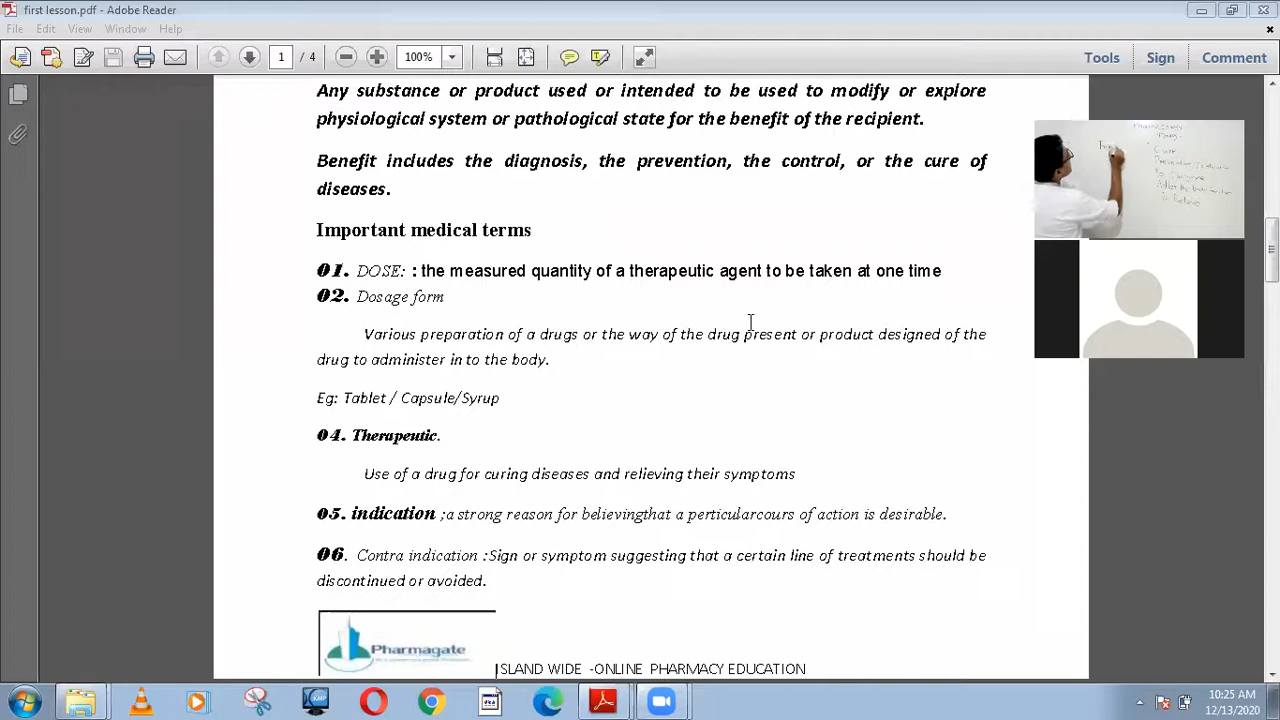 first lesson.pdf - Adobe Reader
File Edit View Window Help
1 / 4 100% Tools Sign Comment
Any substance or product used or intended to be used to modify or explore
physiological system or pathological state for the benefit of the recipient.
Benefit includes the diagnosis, the prevention, the control, or the cure of
diseases.
Important medical terms
01. DOSE: : the measured quantity of a therapeutic agent to be taken at one time
02. Dosage form
Various preparation of a drugs or the way of the drug present or product designed of the
drug to administer in to the body.
Eg: Tablet / Capsule/Syrup
04. Therapeutic.
Use of a drug for curing diseases and relieving their symptoms
05. indication ;a strong reason for believingthat a perticularcours of action is desirable.
06. Contra indication :Sign or symptom suggesting that a certain line of treatments should be
discontinued or avoided.
Pharmagate
ISLAND WIDE -ONLINE PHARMACY EDUCATION
10:25 AM
12/13/2020